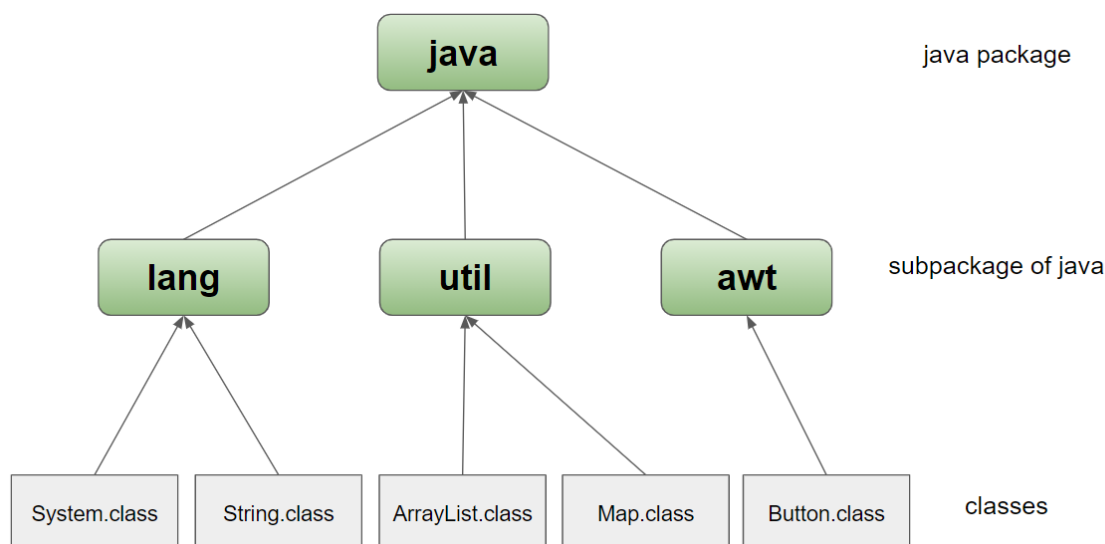 java
java package
lang
util
awt
subpackage of java
System.class
String.class
ArrayList.class
Map.class
Button.class
classes